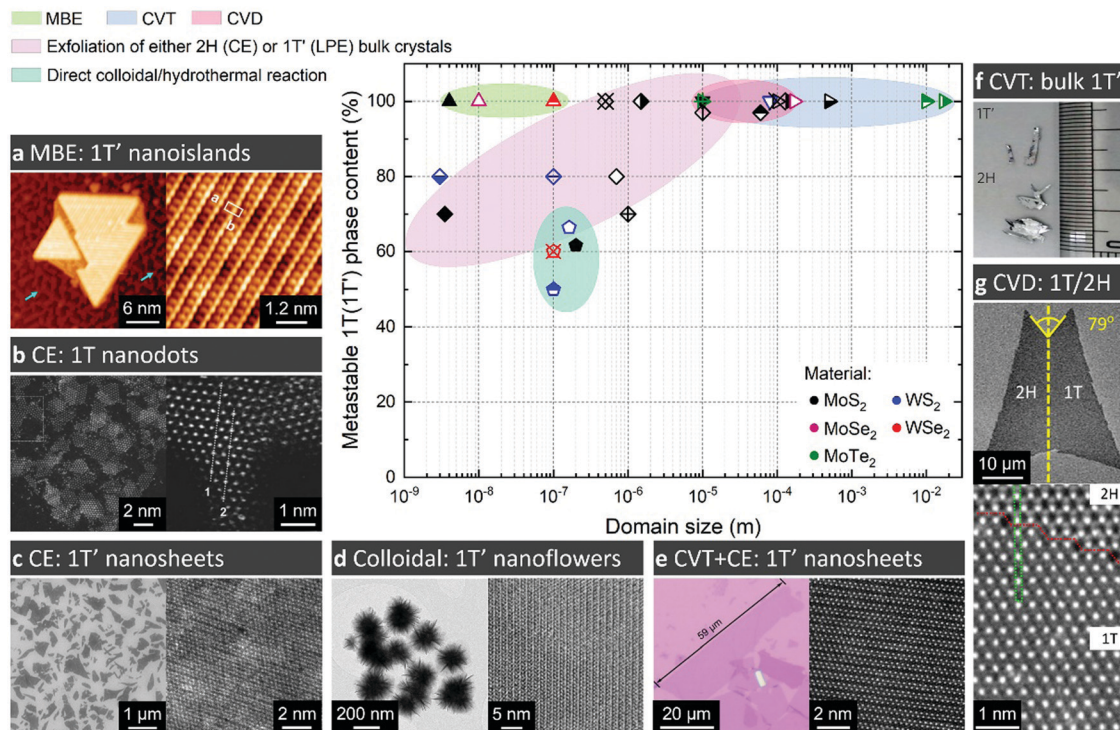 MBE CVT CVD
Exfoliation of either 2H (CE) or 1T' (LPE) bulk crystals
Direct colloidal/hydrothermal reaction
a MBE: 1T' nanoislands
a
b
6 nm
1.2 nm
b CE: 1T nanodots
1
2
2 nm
1 nm
c CE: 1T' nanosheets
1 µm
2 nm
Metastable 1T(1T') phase content (%)
100
80
60
40
20
0
10⁻⁹ 10⁻⁸ 10⁻⁷ 10⁻⁶ 10⁻⁵ 10⁻⁴ 10⁻³ 10⁻²
Domain size (m)
Material:
MoS₂ WS₂
MoSe₂ WSe₂
MoTe₂
d Colloidal: 1T' nanoflowers
200 nm
5 nm
e CVT+CE: 1T' nanosheets
59 µm
20 µm
2 nm
f CVT: bulk 1T'
1T'
2H
g CVD: 1T/2H
79°
2H 1T
10 µm
2H
1T
1 nm